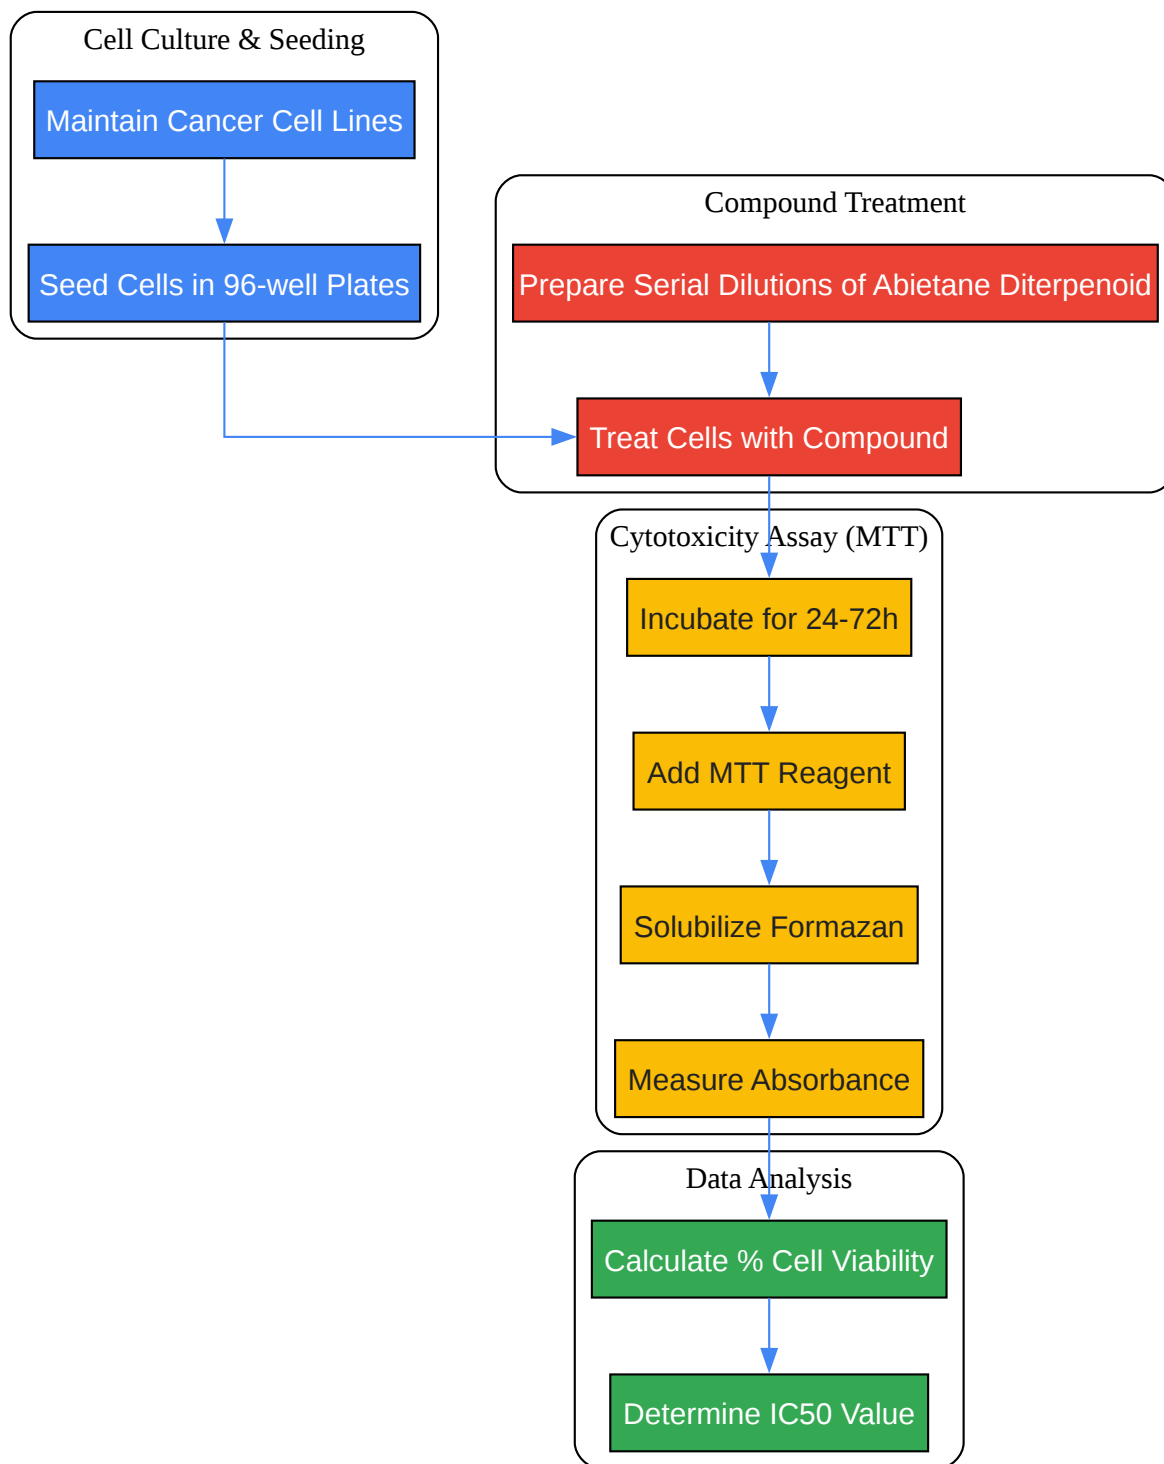 Cell Culture & Seeding
Maintain Cancer Cell Lines
Seed Cells in 96-well Plates
Compound Treatment
Prepare Serial Dilutions of Abietane Diterpenoid
Treat Cells with Compound
Cytotoxicity Assay (MTT)
Incubate for 24-72h
Add MTT Reagent
Solubilize Formazan
Measure Absorbance
Data Analysis
Calculate % Cell Viability
Determine IC50 Value